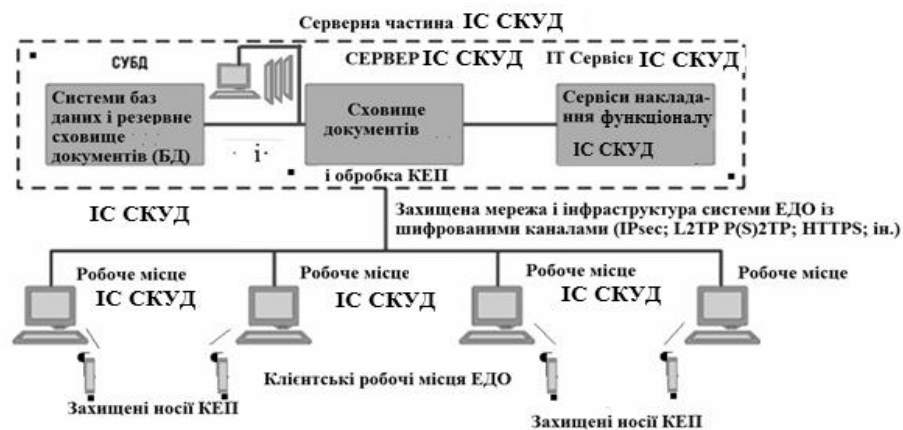 Серверна частина ІС СКУД
СУБД
СЕРВЕР ІС СКУД
ІТ Сервіси ІС СКУД
Системи баз
даних і резервне
сховище
документів (БД)
і
Сховище
документів
Сервіси наклада-
ння функціоналу
ІС СКУД
і обробка КЕП
ІС СКУД
Захищена мережа і інфраструктура системи ЕДО із
шифрованими каналами (IPsec; L2TP P(S)2TP; HTTPS; ін.)
Робоче місце
ІС СКУД
Робоче місце
ІС СКУД
Робоче місце
ІС СКУД
Робоче місце
Клієнтські робочі місця ЕДО
Захищені носії КЕП
Захищені носії КЕП